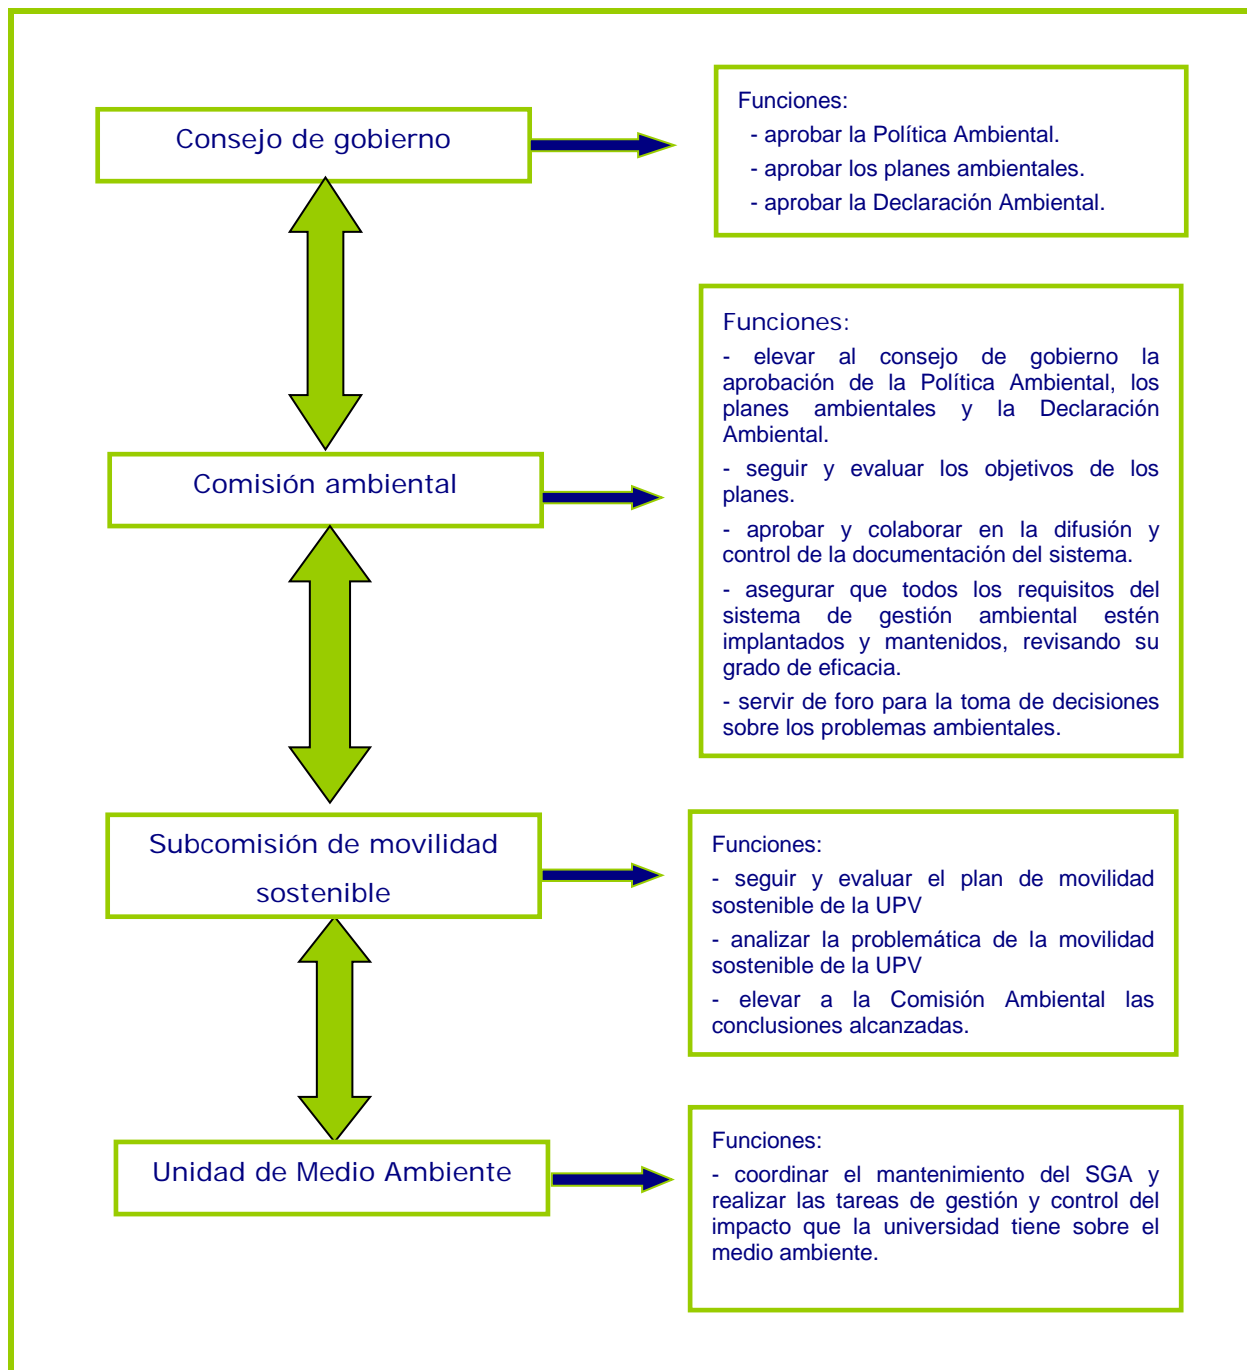 Consejo de gobierno
Funciones:
- aprobar la Política Ambiental.
- aprobar los planes ambientales.
- aprobar la Declaración Ambiental.
Comisión ambiental
Funciones:
- elevar al consejo de gobierno la
aprobación de la Política Ambiental, los
planes ambientales y la Declaración
Ambiental.
- seguir y evaluar los objetivos de los
planes.
- aprobar y colaborar en la difusión y
control de la documentación del sistema.
- asegurar que todos los requisitos del
sistema de gestión ambiental estén
implantados y mantenidos, revisando su
grado de eficacia.
- servir de foro para la toma de decisiones
sobre los problemas ambientales.
Subcomisión de movilidad
sostenible
Funciones:
- seguir y evaluar el plan de movilidad
sostenible de la UPV
- analizar la problemática de la movilidad
sostenible de la UPV
- elevar a la Comisión Ambiental las
conclusiones alcanzadas.
Unidad de Medio Ambiente
Funciones:
- coordinar el mantenimiento del SGA y
realizar las tareas de gestión y control del
impacto que la universidad tiene sobre el
medio ambiente.